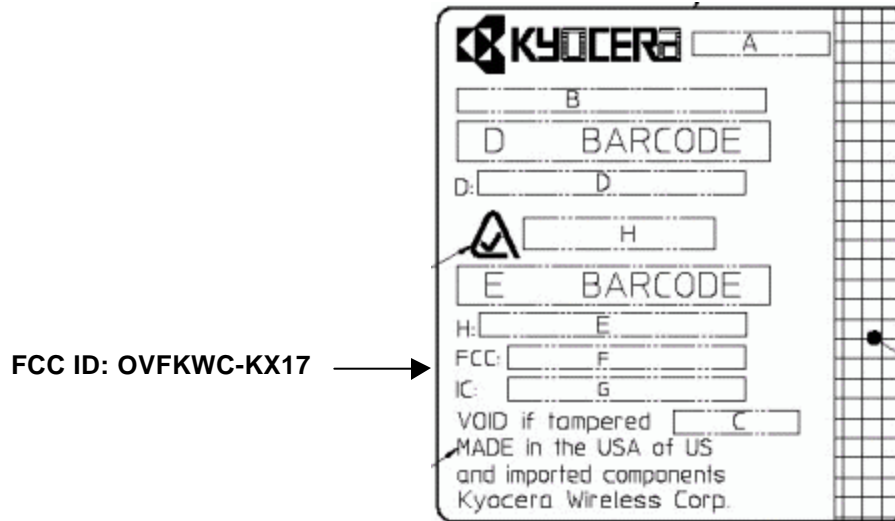 KYOCERA A
B
D BARCODE
D: D
H
E BARCODE
H: E
FCC ID: OVFKWC-KX17
FCC: F
IC: G
VOID if tampered C
MADE in the USA of US
and imported components
Kyocera Wireless Corp.